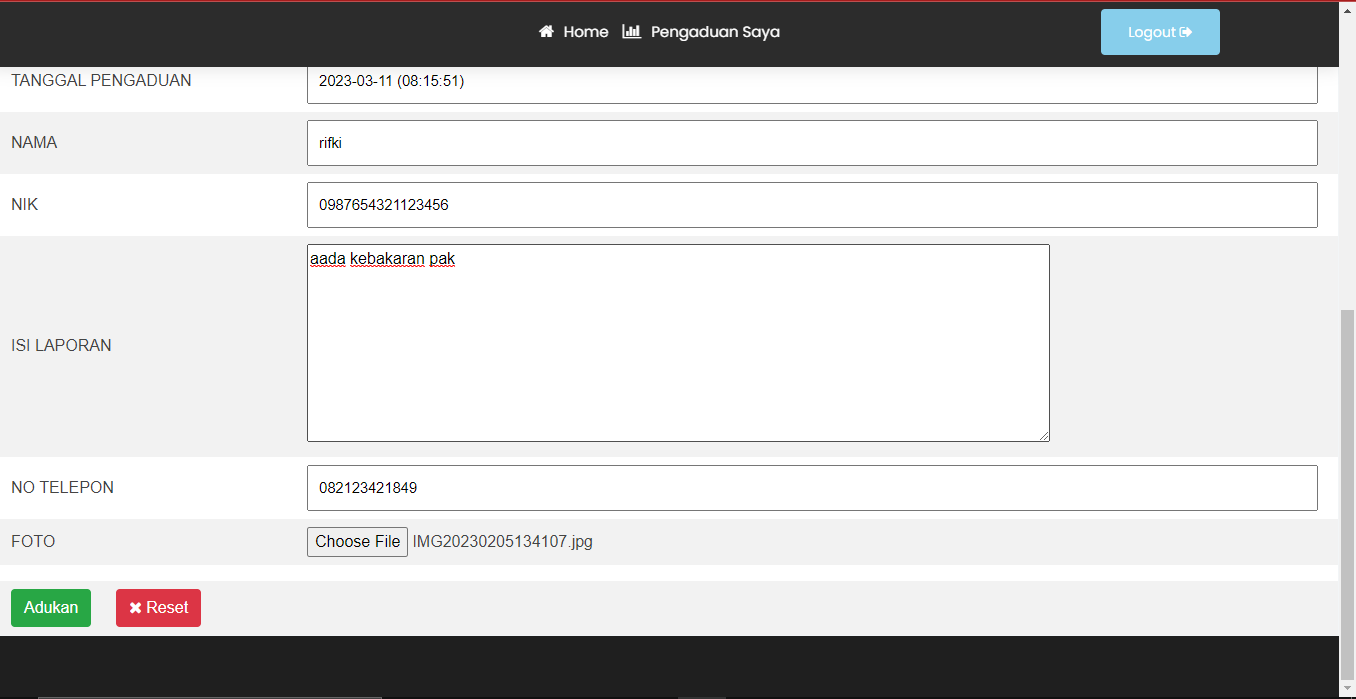 Home Pengaduan Saya Logout
TANGGAL PENGADUAN 2023-03-11 (08:15:51)
NAMA rifki
NIK 0987654321123456
aada kebakaran pak
ISI LAPORAN
NO TELEPON 082123421849
FOTO Choose File IMG20230205134107.jpg
Adukan Reset